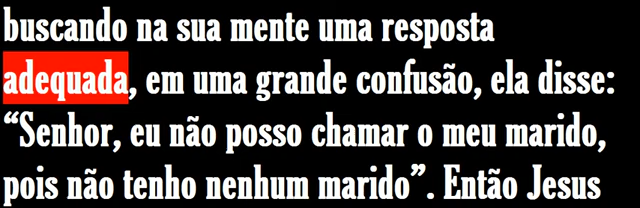 buscando na sua mente uma resposta
adequada, em uma grande confusão, ela disse:
“Senhor, eu não posso chamar o meu marido,
pois não tenho nenhum marido”. Então Jesus